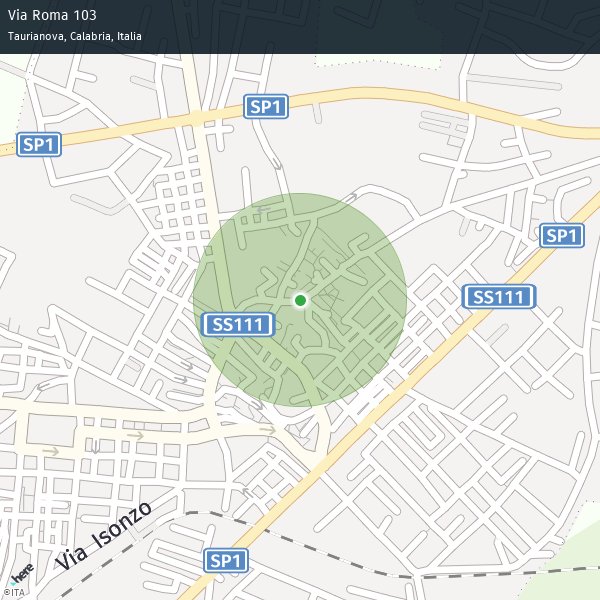 Via Roma 103
Taurianova, Calabria, Italia
SP1
SP1
SP1
SS111
SS111
Via Isonzo
SP1
here
©ITA